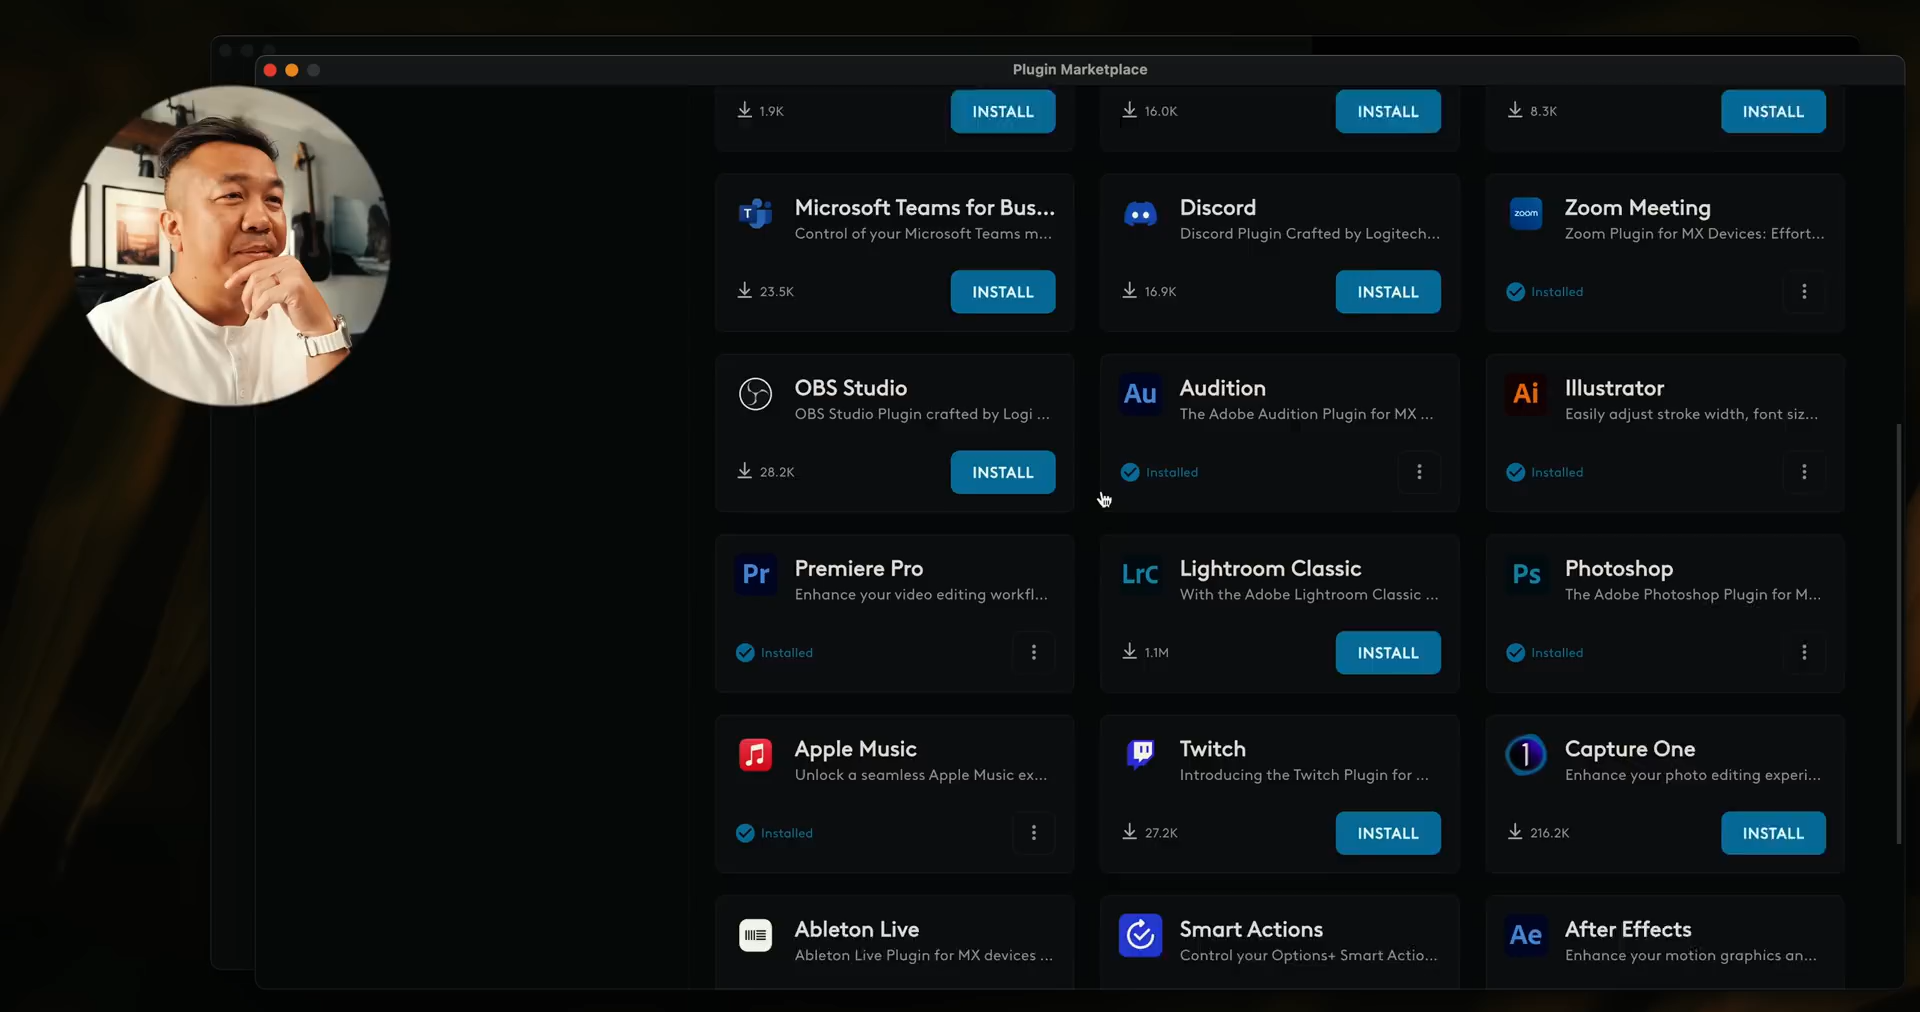 Plugin Marketplace
1.9K
INSTALL
16.0K
INSTALL
8.3K
INSTALL
T
Microsoft Teams for Bus...
Control of your Microsoft Teams m...
23.5K
INSTALL
Discord
Discord Plugin Crafted by Logitech...
16.9K
INSTALL
zoom
Zoom Meeting
Zoom Plugin for MX Devices: Effort...
Installed
OBS Studio
OBS Studio Plugin crafted by Logi ...
28.2K
INSTALL
Au
Audition
The Adobe Audition Plugin for MX ...
Installed
Ai
Illustrator
Easily adjust stroke width, font siz...
Installed
Pr
Premiere Pro
Enhance your video editing workfl...
Installed
LrC
Lightroom Classic
With the Adobe Lightroom Classic ...
1.1M
INSTALL
Ps
Photoshop
The Adobe Photoshop Plugin for M...
Installed
Apple Music
Unlock a seamless Apple Music ex...
Installed
Twitch
Introducing the Twitch Plugin for ...
27.2K
INSTALL
1
Capture One
Enhance your photo editing experi...
216.2K
INSTALL
Ableton Live
Ableton Live Plugin for MX devices ...
Smart Actions
Control your Options+ Smart Actio...
Ae
After Effects
Enhance your motion graphics an...